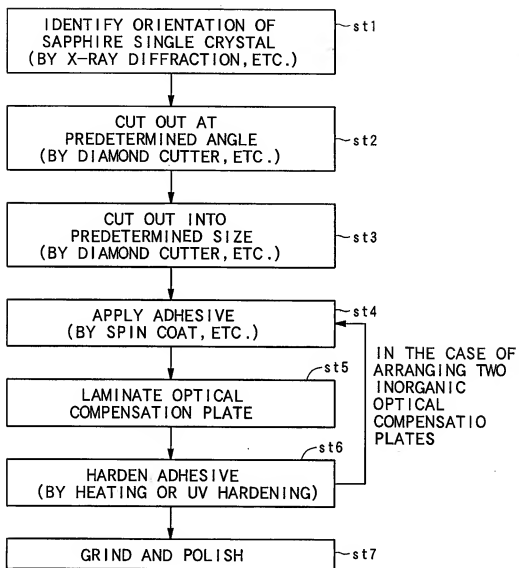 IDENTIFY ORIENTATION OF
SAPPHIRE SINGLE CRYSTAL
(BY X-RAY DIFFRACTION, ETC.)
st1
CUT OUT AT
PREDETERMINED ANGLE
(BY DIAMOND CUTTER, ETC.)
st2
CUT OUT INTO
PREDETERMINED SIZE
(BY DIAMOND CUTTER, ETC.)
st3
APPLY ADHESIVE
(BY SPIN COAT, ETC.)
st4
LAMINATE OPTICAL
COMPENSATION PLATE
st5
HARDEN ADHESIVE
(BY HEATING OR UV HARDENING)
st6
IN THE CASE OF
ARRANGING TWO
INORGANIC
OPTICAL
COMPENSATIO
PLATES
GRIND AND POLISH
st7